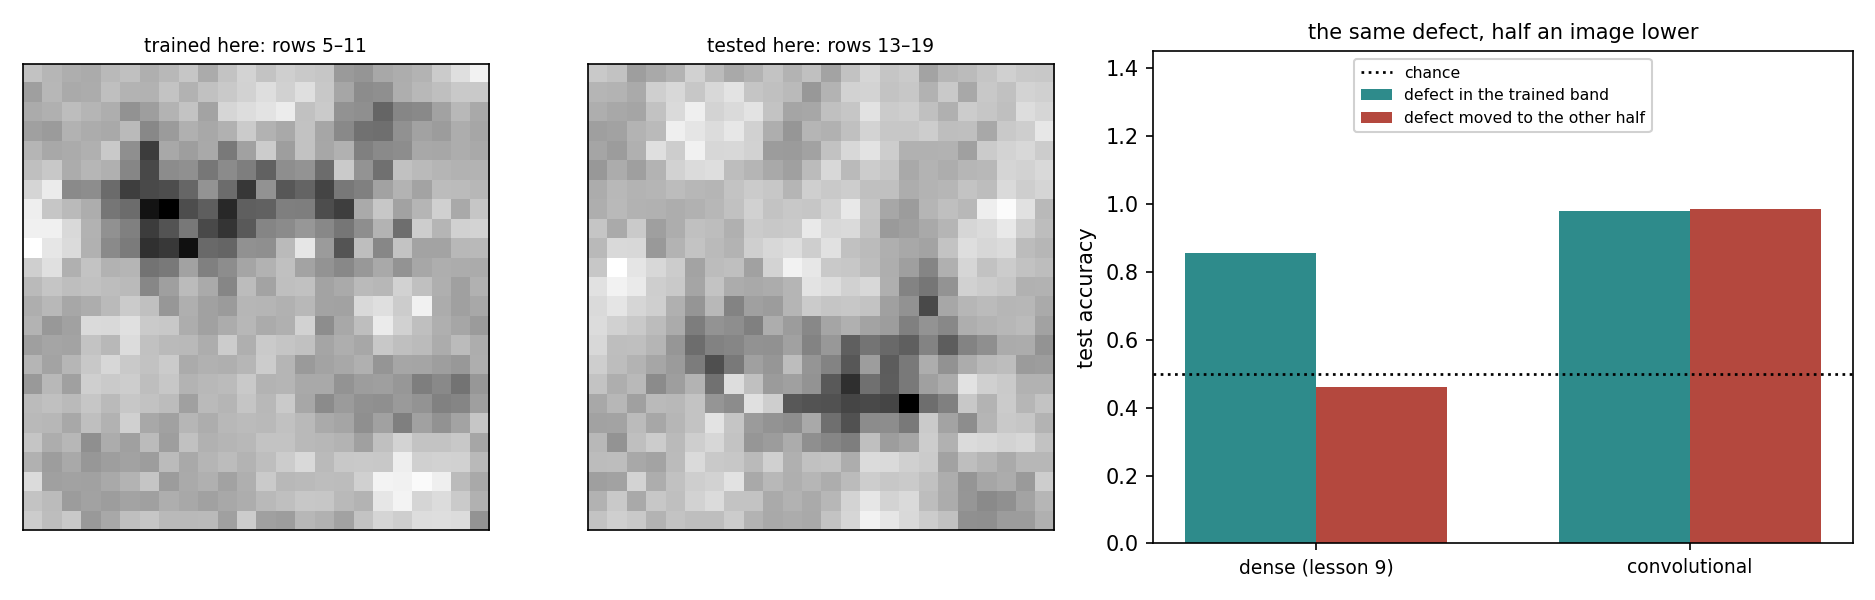 trained here: rows 5–11
tested here: rows 13–19
the same defect, half an image lower
chance
defect in the trained band
defect moved to the other half
test accuracy
1.4
1.2
1.0
0.8
0.6
0.4
0.2
0.0
dense (lesson 9)
convolutional